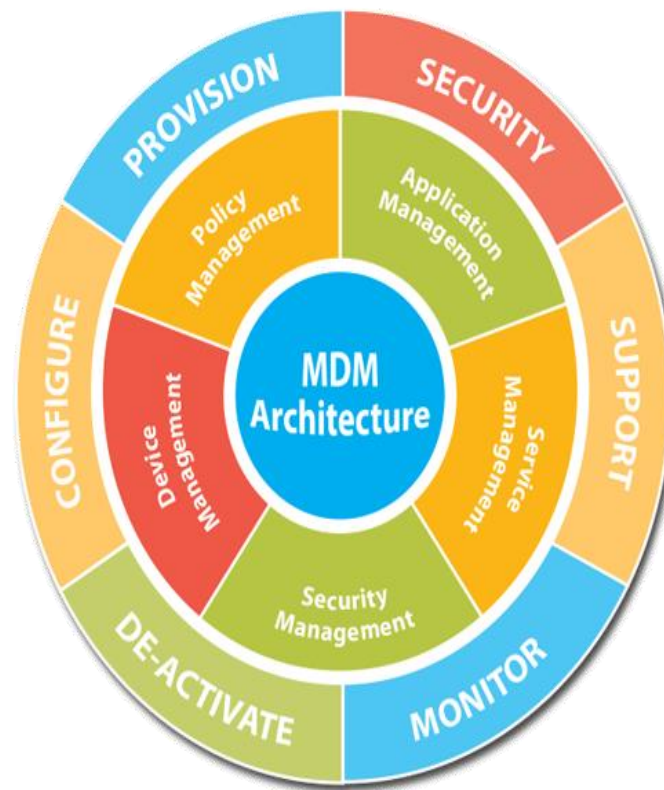 PROVISION
SECURITY
SUPPORT
MONITOR
DE-ACTIVATE
CONFIGURE
Policy
Management
Application
Management
Service
Management
Security
Management
Device
Management
MDM
Architecture